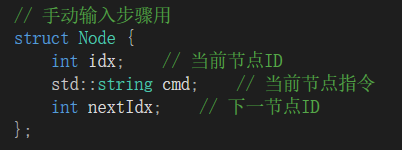 // 手动输入步骤用
struct Node {
    int idx;    // 当前节点ID
    std::string cmd;    // 当前节点指令
    int nextIdx;    // 下一节点ID
};